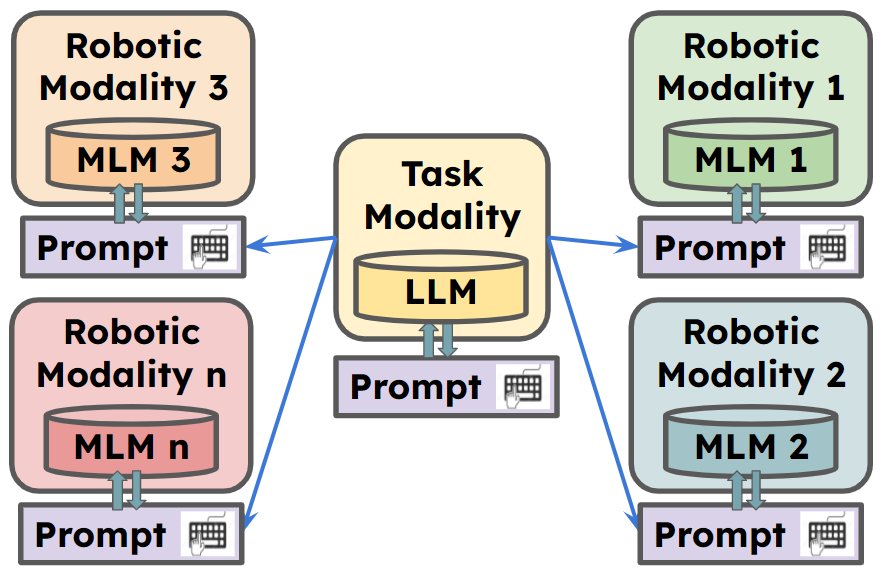 Robotic
Modality 3
MLM 3
Prompt
Robotic
Modality n
MLM n
Prompt
Task
Modality
LLM
Prompt
Robotic
Modality 1
MLM 1
Prompt
Robotic
Modality 2
MLM 2
Prompt